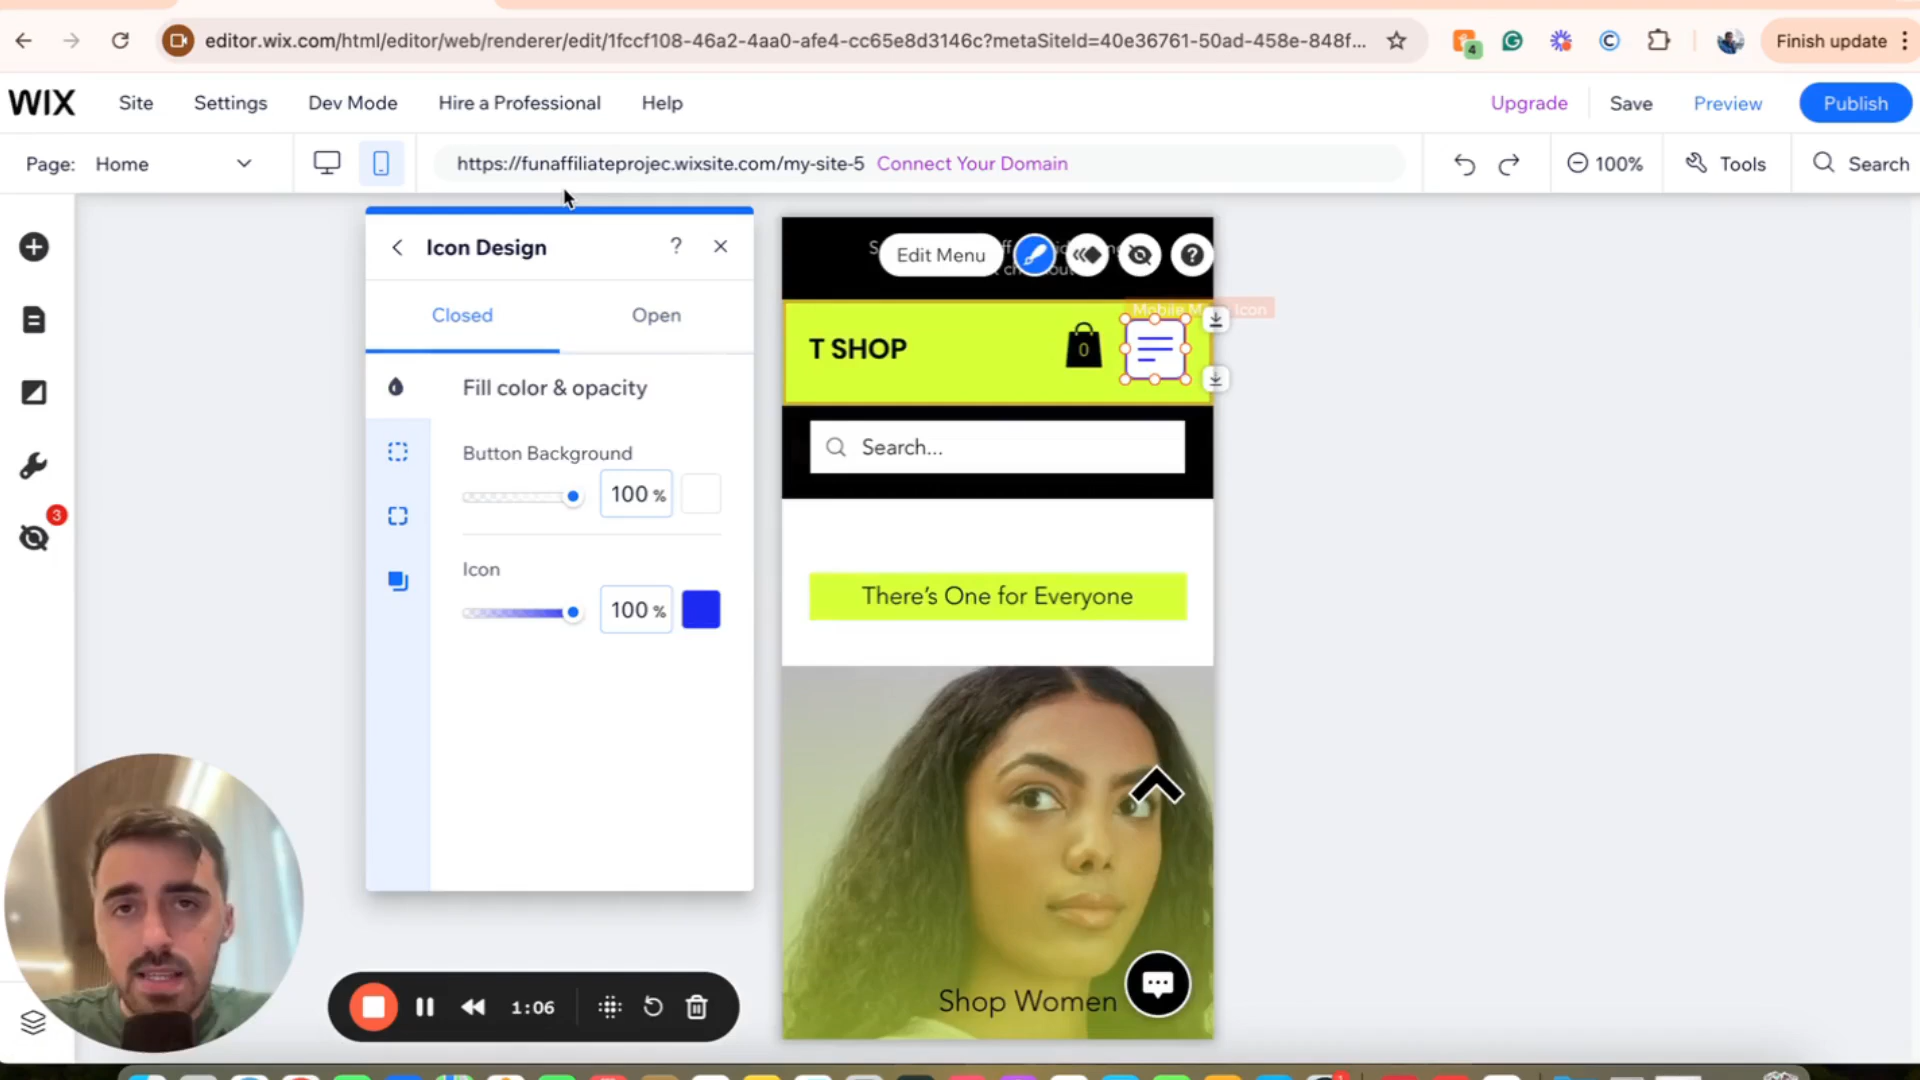 editor.wix.com/html/editor/web/renderer/edit/1fccf108-46a2-4aa0-afe4-cc65e8d3146c?metaSiteId=40e36761-50ad-458e-848f...
4
Finish update
WIX
Site
Settings
Dev Mode
Hire a Professional
Help
Upgrade
Save
Preview
Publish
Page: Home
https://funaffiliateprojec.wixsite.com/my-site-5
Connect Your Domain
100%
Tools
Search
Icon Design
?
Closed
Open
Fill color & opacity
Button Background
100 %
Icon
100 %
3
Edit Menu
?
Icon
T SHOP
0
Search...
There's One for Everyone
Shop Women
1:06